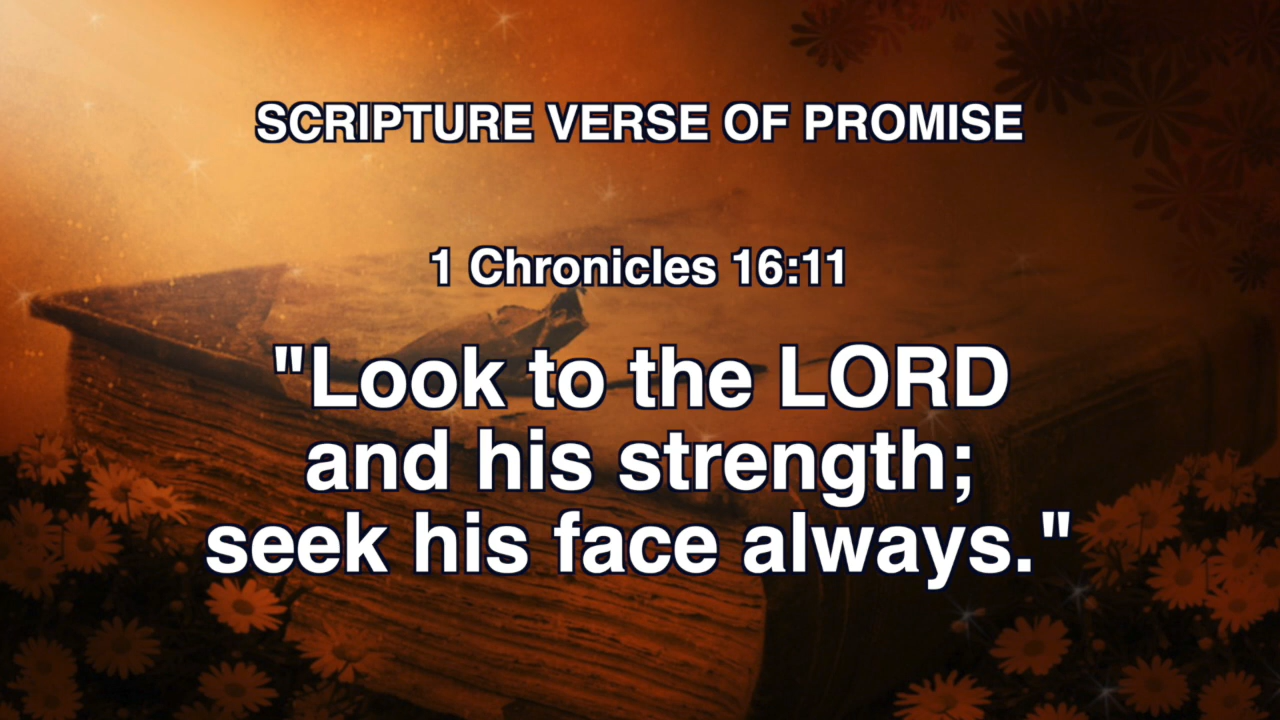 SCRIPTURE VERSE OF PROMISE
1 Chronicles 16:11
"Look to the LORD
and his strength;
seek his face always."